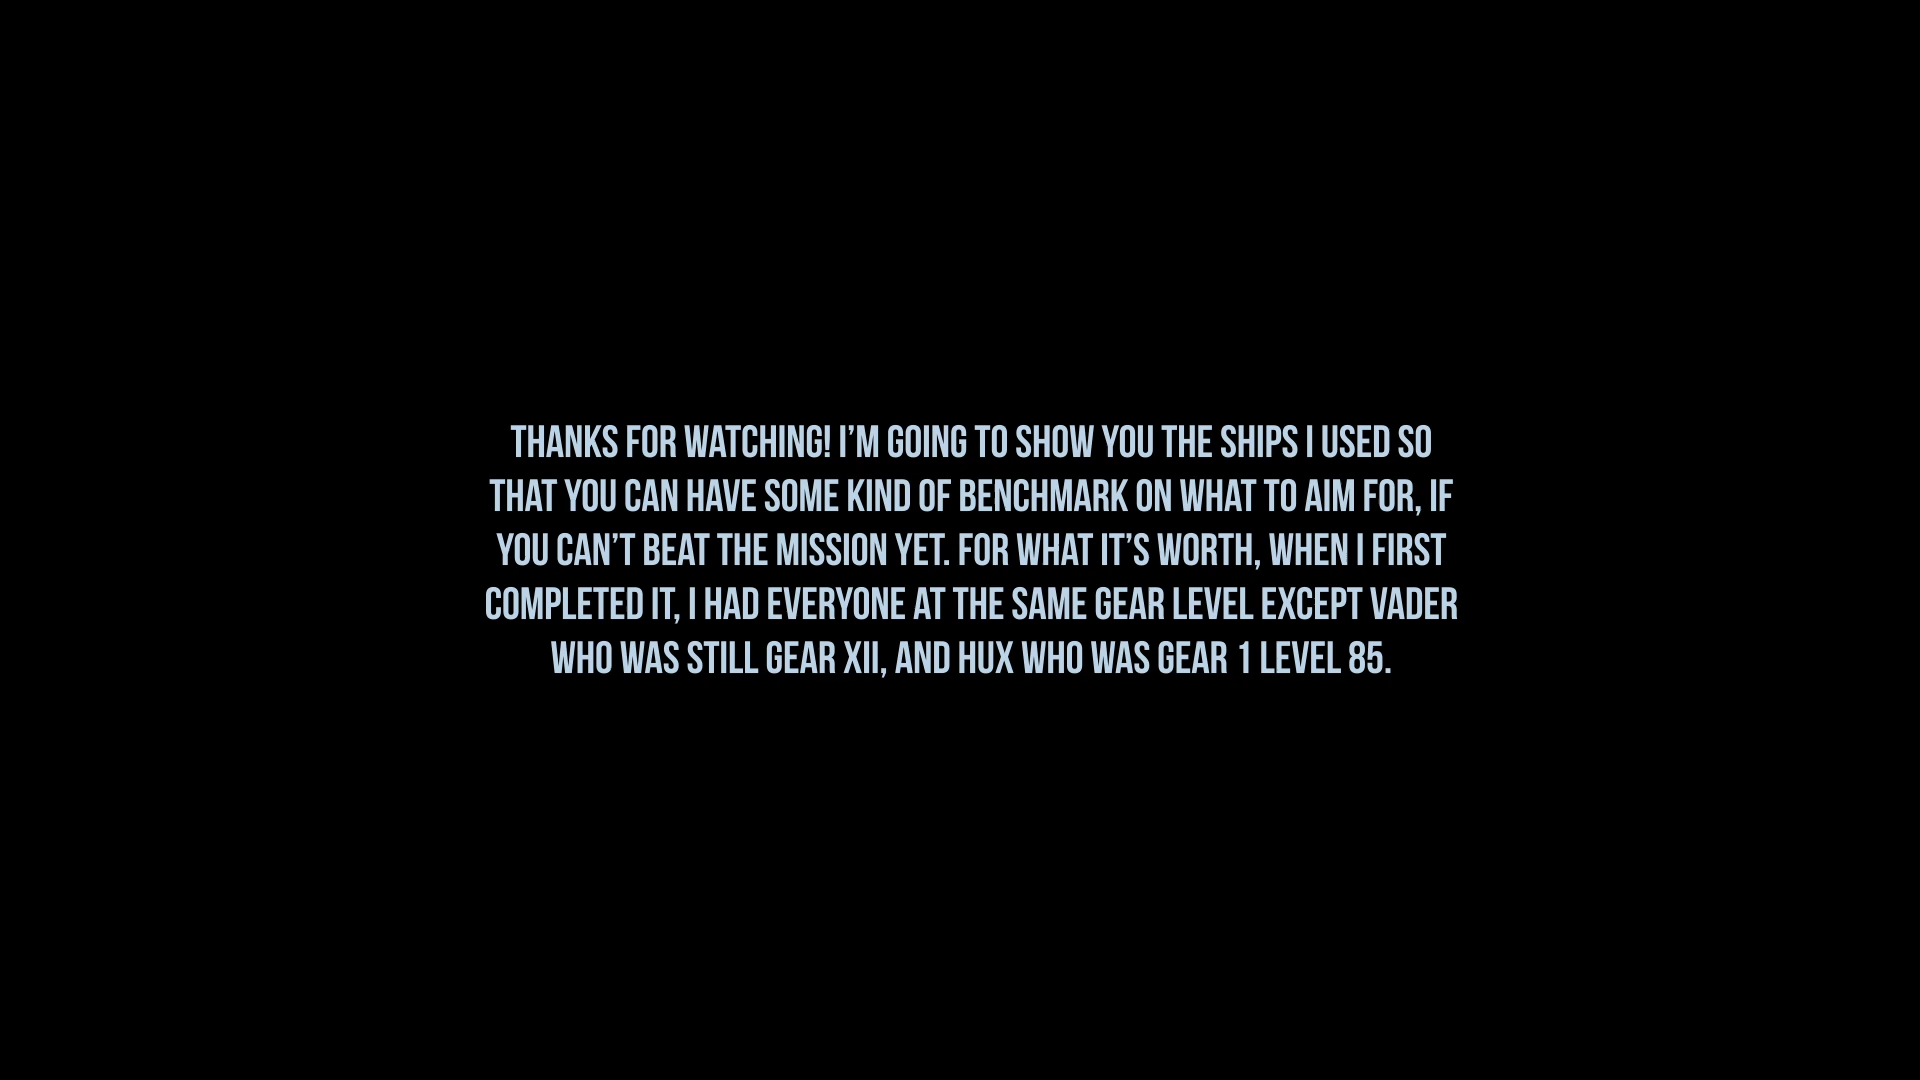 THANKS FOR WATCHING! I’M GOING TO SHOW YOU THE SHIPS I USED SO
THAT YOU CAN HAVE SOME KIND OF BENCHMARK ON WHAT TO AIM FOR, IF
YOU CAN’T BEAT THE MISSION YET. FOR WHAT IT’S WORTH, WHEN I FIRST
COMPLETED IT, I HAD EVERYONE AT THE SAME GEAR LEVEL EXCEPT VADER
WHO WAS STILL GEAR XII, AND HUX WHO WAS GEAR 1 LEVEL 85.